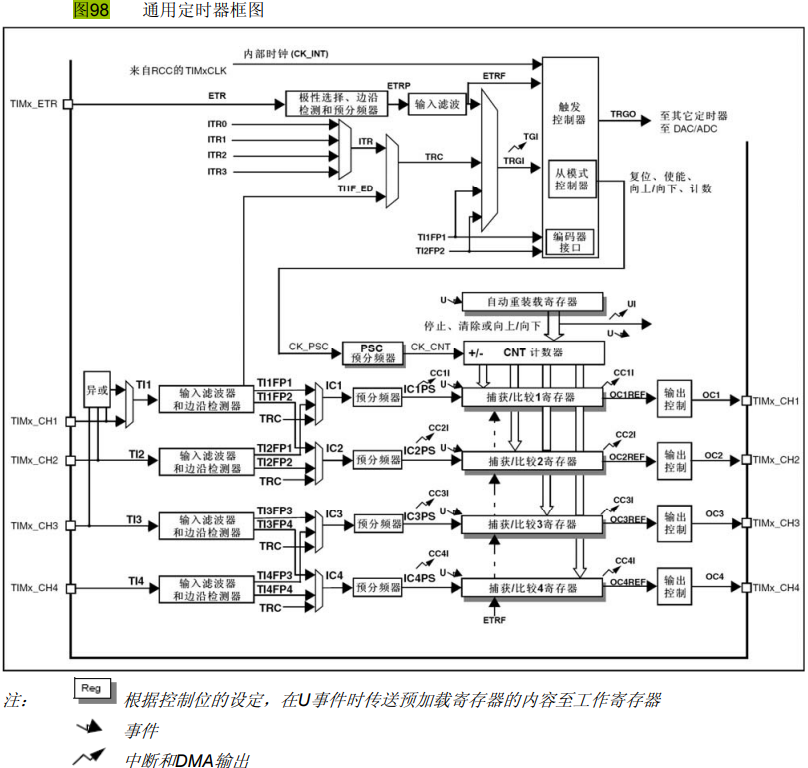 图98 通用定时器框图
内部时钟 (CK_INT)
来自RCC的TIMxCLK
TIMx_ETR
ETR
极性选择、边沿
检测和预分频器
ETRP
输入滤波
ETRF
触发
控制器
TRGO
至其它定时器
至 DAC/ADC
ITR0
ITR1
ITR2
ITR3
ITR
TRC
TI1F_ED
TGI
TRGI
从模式
控制器
复位、使能、
向上/向下、计数
TI1FP1
TI2FP2
编码器
接口
U
自动重装载寄存器
UI
停止、清除或向上/向下
U
CK_PSC
PSC
预分频器
CK_CNT
+/-
CNT 计数器
异或
TI1
输入滤波器
和边沿检测器
TI1FP1
TI1FP2
TRC
IC1
预分频器
IC1PS
CC1I
U
捕获/比较1寄存器
CC1I
OC1REF
输出
控制
OC1
TIMx_CH1
TIMx_CH1
TIMx_CH2
TI2
输入滤波器
和边沿检测器
TI2FP1
TI2FP2
TRC
IC2
预分频器
IC2PS
CC2I
U
捕获/比较2寄存器
CC2I
OC2REF
输出
控制
OC2
TIMx_CH2
TIMx_CH3
TI3
输入滤波器
和边沿检测器
TI3FP3
TI3FP4
TRC
IC3
预分频器
IC3PS
CC3I
U
捕获/比较3寄存器
CC3I
OC3REF
输出
控制
OC3
TIMx_CH3
TIMx_CH4
TI4
输入滤波器
和边沿检测器
TI4FP3
TI4FP4
TRC
IC4
预分频器
IC4PS
CC4I
U
捕获/比较4寄存器
CC4I
OC4REF
输出
控制
OC4
TIMx_CH4
ETRF
注： Reg 根据控制位的设定，在U事件时传送预加载寄存器的内容至工作寄存器
事件
中断和DMA输出